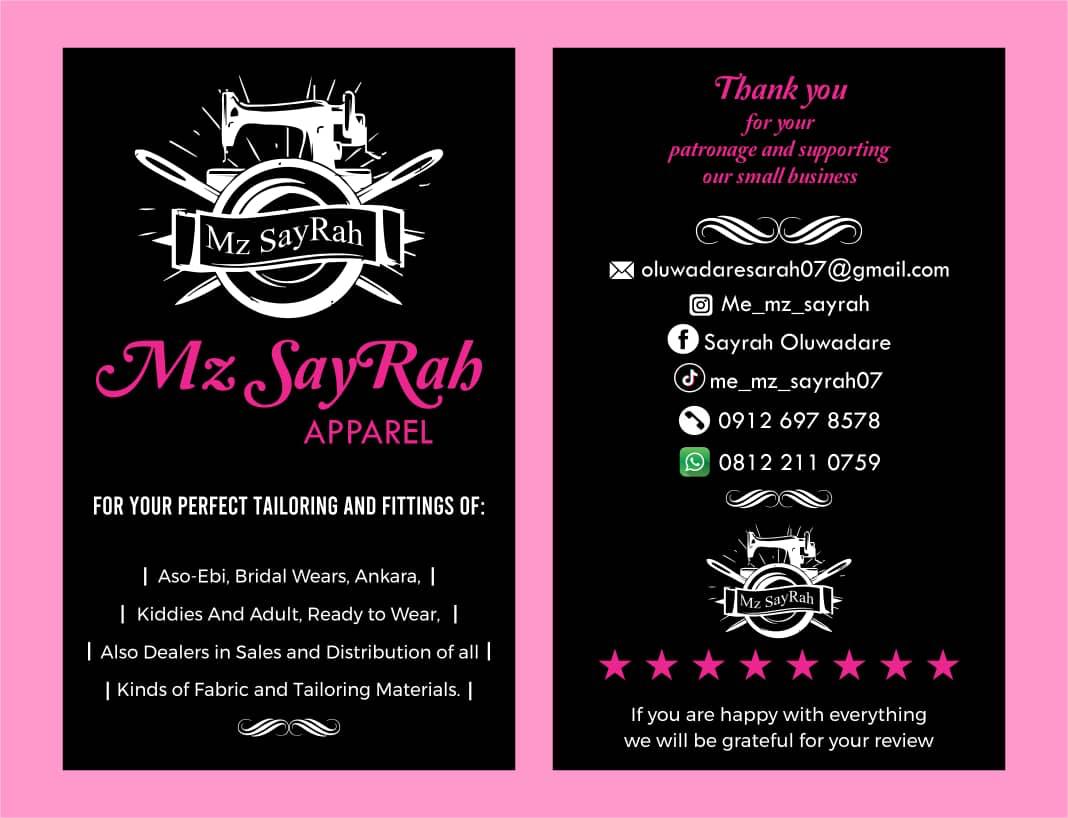 Mz SayRah
Mz SayRah
APPAREL
FOR YOUR PERFECT TAILORING AND FITTINGS OF:
| Aso-Ebi, Bridal Wears, Ankara, |
| Kiddies And Adult, Ready to Wear, |
| Also Dealers in Sales and Distribution of all |
| Kinds of Fabric and Tailoring Materials. |
Thank you
for your
patronage and supporting
our small business
oluwadaresarah07@gmail.com
Me_mz_sayrah
Sayrah Oluwadare
me_mz_sayrah07
0912 697 8578
0812 211 0759
Mz SayRah
If you are happy with everything
we will be grateful for your review